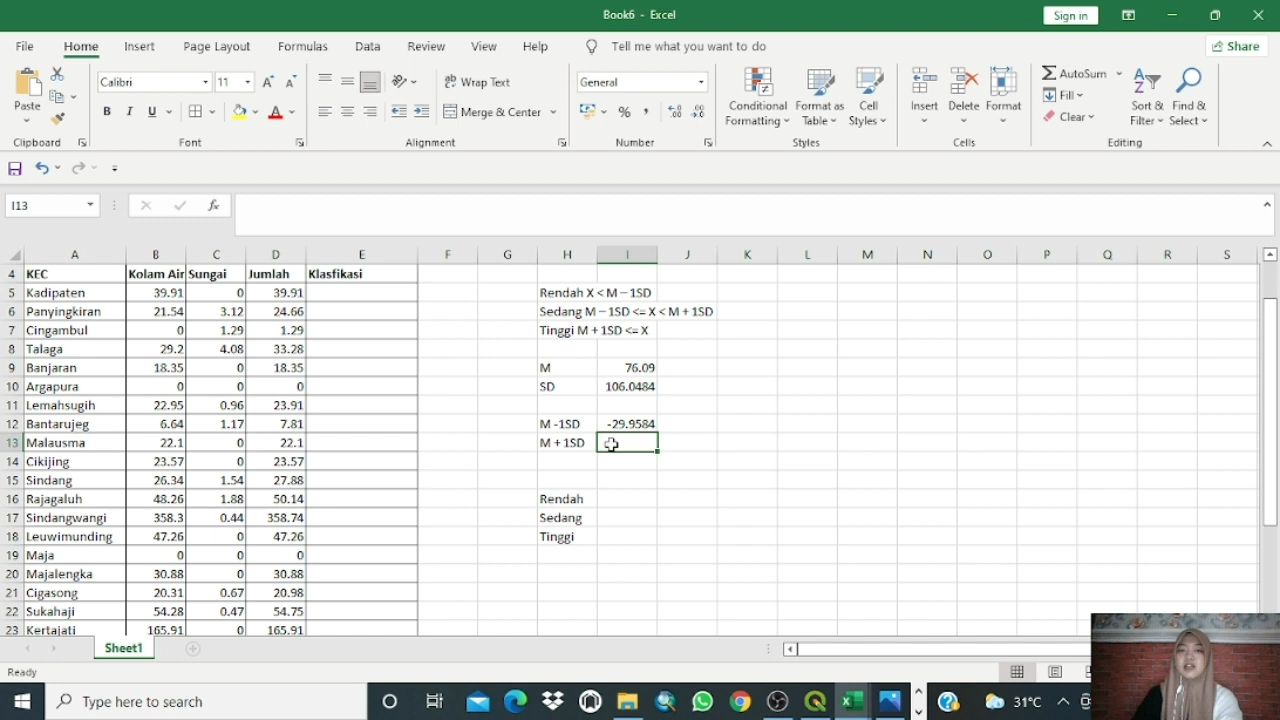 Book6 - Excel
Sign in
File Home Insert Page Layout Formulas Data Review View Help Tell me what you want to do Share
Paste
Clipboard
Calibri 11
B I U
Font
Wrap Text
Merge & Center
Alignment
General
Number
Conditional Formatting
Format as Table
Cell Styles
Styles
Insert Delete Format
Cells
AutoSum
Fill
Clear
Sort & Filter
Find & Select
Editing
I13
fx
A B C D E F G H I J K L M N O P Q R S
4 KEC Kolam Air Sungai Jumlah Klasfikasi
5 Kadipaten 39.91 0 39.91 Rendah X < M – 1SD
6 Panyingkiran 21.54 3.12 24.66 Sedang M – 1SD <= X < M + 1SD
7 Cingambul 0 1.29 1.29 Tinggi M + 1SD <= X
8 Talaga 29.2 4.08 33.28
9 Banjaran 18.35 0 18.35 M 76.09
10 Argapura 0 0 0 SD 106.0484
11 Lemahsugih 22.95 0.96 23.91
12 Bantarujeg 6.64 1.17 7.81 M -1SD -29.9584
13 Malausma 22.1 0 22.1 M + 1SD
14 Cikijing 23.57 0 23.57
15 Sindang 26.34 1.54 27.88
16 Rajagaluh 48.26 1.88 50.14 Rendah
17 Sindangwangi 358.3 0.44 358.74 Sedang
18 Leuwimunding 47.26 0 47.26 Tinggi
19 Maja 0 0 0
20 Majalengka 30.88 0 30.88
21 Cigasong 20.31 0.67 20.98
22 Sukahaji 54.28 0.47 54.75
23 Kertajati 165.91 0 165.91
Sheet1
Ready
Type here to search
31°C